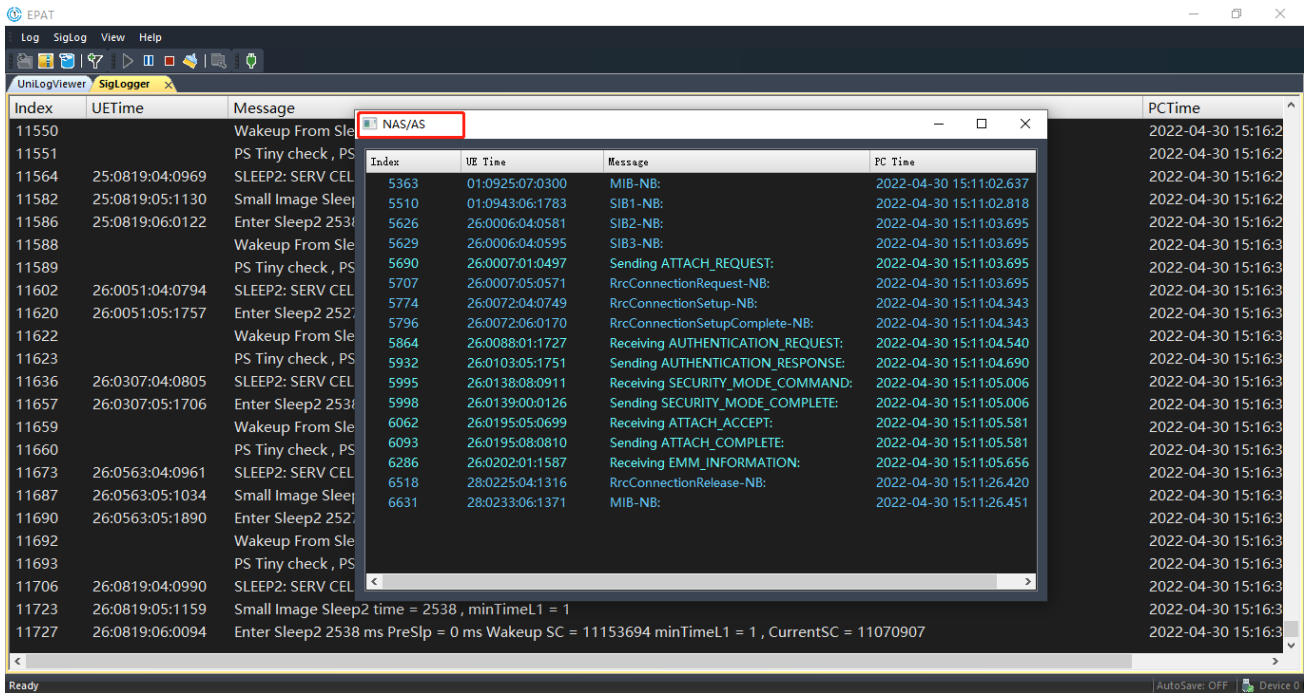 EPAT
Log SigLog View Help
UniLogViewer SigLogger
Index UETime Message PCTime
11550 Wakeup From Sle 2022-04-30 15:16:2
11551 PS Tiny check , PS 2022-04-30 15:16:2
11564 25:0819:04:0969 SLEEP2: SERV CEL 2022-04-30 15:16:2
11582 25:0819:05:1130 Small Image Sleep 2022-04-30 15:16:2
11586 25:0819:06:0122 Enter Sleep2 2538 2022-04-30 15:16:2
11588 Wakeup From Sle 2022-04-30 15:16:3
11589 PS Tiny check , PS 2022-04-30 15:16:3
11602 26:0051:04:0794 SLEEP2: SERV CEL 2022-04-30 15:16:3
11620 26:0051:05:1757 Enter Sleep2 2527 2022-04-30 15:16:3
11622 Wakeup From Sle 2022-04-30 15:16:3
11623 PS Tiny check , PS 2022-04-30 15:16:3
11636 26:0307:04:0805 SLEEP2: SERV CEL 2022-04-30 15:16:3
11657 26:0307:05:1706 Enter Sleep2 2538 2022-04-30 15:16:3
11659 Wakeup From Sle 2022-04-30 15:16:3
11660 PS Tiny check , PS 2022-04-30 15:16:3
11673 26:0563:04:0961 SLEEP2: SERV CEL 2022-04-30 15:16:3
11687 26:0563:05:1034 Small Image Sleep 2022-04-30 15:16:3
11690 26:0563:05:1890 Enter Sleep2 2527 2022-04-30 15:16:3
11692 Wakeup From Sle 2022-04-30 15:16:3
11693 PS Tiny check , PS 2022-04-30 15:16:3
11706 26:0819:04:0990 SLEEP2: SERV CEL 2022-04-30 15:16:3
11723 26:0819:05:1159 Small Image Sleep2 time = 2538 , minTimeL1 = 1 2022-04-30 15:16:3
11727 26:0819:06:0094 Enter Sleep2 2538 ms PreSlp = 0 ms Wakeup SC = 11153694 minTimeL1 = 1 , CurrentSC = 11070907 2022-04-30 15:16:3
NAS/AS
Index UE Time Message PC Time
5363 01:0925:07:0300 MIB-NB: 2022-04-30 15:11:02.637
5510 01:0943:06:1783 SIB1-NB: 2022-04-30 15:11:02.818
5626 26:0006:04:0581 SIB2-NB: 2022-04-30 15:11:03.695
5629 26:0006:04:0595 SIB3-NB: 2022-04-30 15:11:03.695
5690 26:0007:01:0497 Sending ATTACH_REQUEST: 2022-04-30 15:11:03.695
5707 26:0007:05:0571 RrcConnectionRequest-NB: 2022-04-30 15:11:03.695
5774 26:0072:04:0749 RrcConnectionSetup-NB: 2022-04-30 15:11:04.343
5796 26:0072:06:0170 RrcConnectionSetupComplete-NB: 2022-04-30 15:11:04.343
5864 26:0088:01:1727 Receiving AUTHENTICATION_REQUEST: 2022-04-30 15:11:04.540
5932 26:0103:05:1751 Sending AUTHENTICATION_RESPONSE: 2022-04-30 15:11:04.690
5995 26:0138:08:0911 Receiving SECURITY_MODE_COMMAND: 2022-04-30 15:11:05.006
5998 26:0139:00:0126 Sending SECURITY_MODE_COMPLETE: 2022-04-30 15:11:05.006
6062 26:0195:05:0699 Receiving ATTACH_ACCEPT: 2022-04-30 15:11:05.581
6093 26:0195:08:0810 Sending ATTACH_COMPLETE: 2022-04-30 15:11:05.581
6286 26:0202:01:1587 Receiving EMM_INFORMATION: 2022-04-30 15:11:05.656
6518 28:0225:04:1316 RrcConnectionRelease-NB: 2022-04-30 15:11:26.420
6631 28:0233:06:1371 MIB-NB: 2022-04-30 15:11:26.451
Ready AutoSave: OFF Device 0